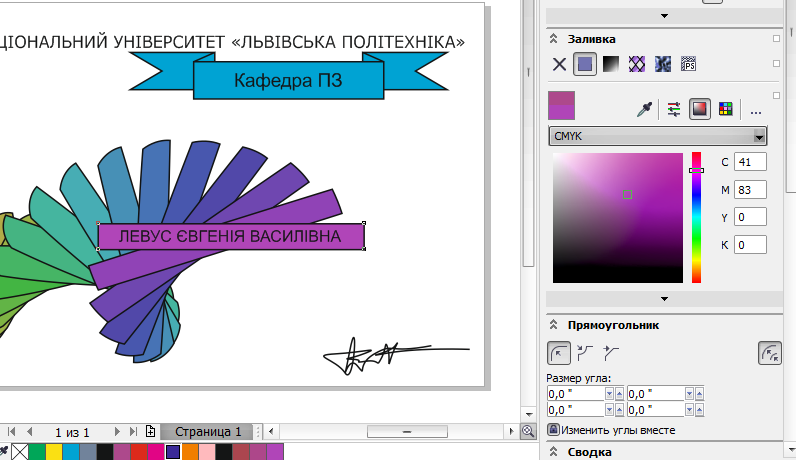 ЦІОНАЛЬНИЙ УНІВЕРСИТЕТ «ЛЬВІВСЬКА ПОЛІТЕХНІКА»
Кафедра ПЗ
ЛЕВУС ЄВГЕНІЯ ВАСИЛІВНА
1 из 1
Страница 1
Заливка
PS
...
CMYK
C 41
M 83
Y 0
K 0
Прямоугольник
Размер угла:
0,0 " 0,0 "
0,0 " 0,0 "
Изменить углы вместе
Сводка